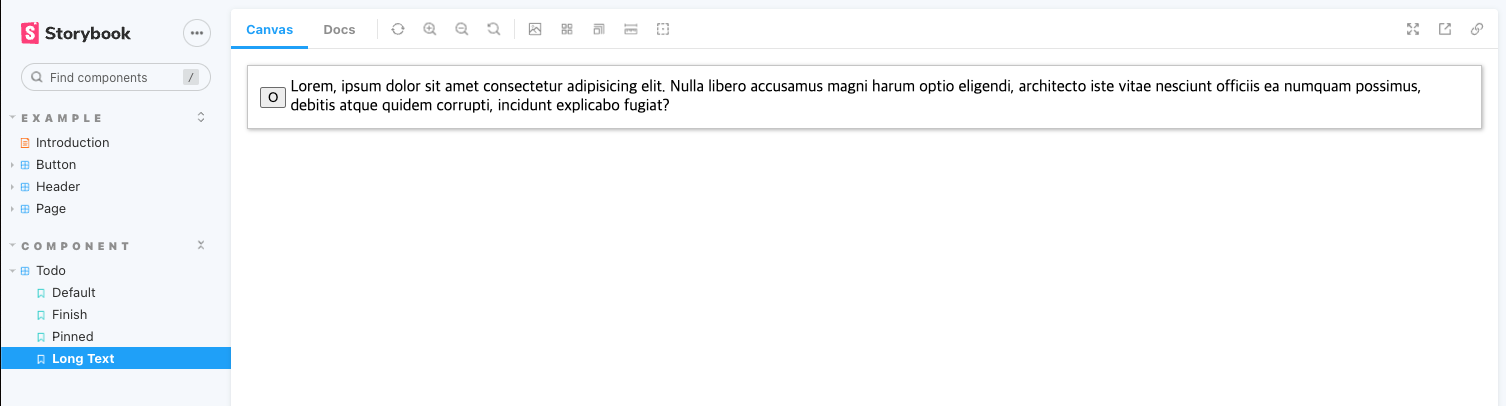 Storybook
Find components /
EXAMPLE
Introduction
Button
Header
Page
COMPONENT
Todo
Default
Finish
Pinned
Long Text
Canvas Docs
O
Lorem, ipsum dolor sit amet consectetur adipisicing elit. Nulla libero accusamus magni harum optio eligendi, architecto iste vitae nesciunt officiis ea numquam possimus,
debitis atque quidem corrupti, incidunt explicabo fugiat?